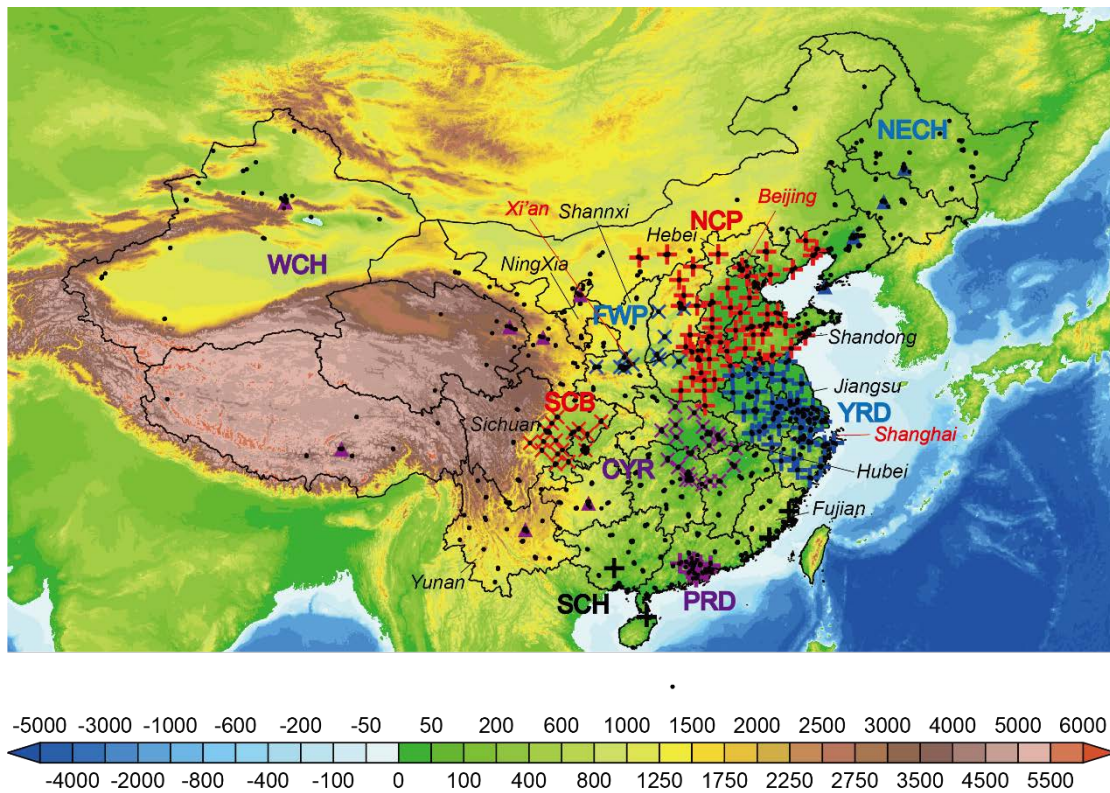 NECH
Beijing
Xi'an
Shannxi
NCP
Hebei
WCH
NingXia
FWP
Shandong
Jiangsu
SCB
YRD
Sichuan
Shanghai
CYR
Hubei
Fujian
Yunan
SCH
PRD
-5000 -3000 -1000 -600 -200 -50 50 200 600 1000 1500 2000 2500 3000 4000 5000 6000
-4000 -2000 -800 -400 -100 0 100 400 800 1250 1750 2250 2750 3500 4500 5500